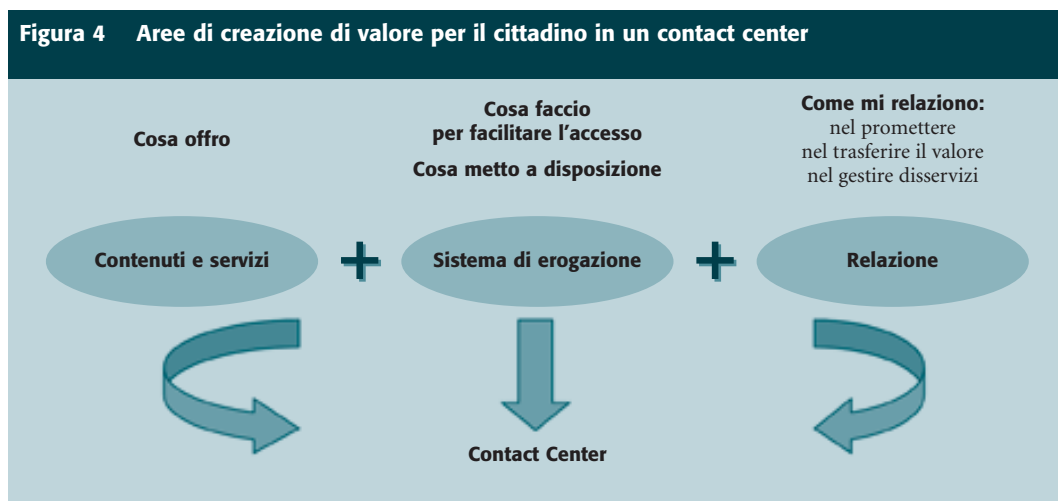 Figura 4 Aree di creazione di valore per il cittadino in un contact center
Cosa offro
Cosa faccio
per facilitare l'accesso
Cosa metto a disposizione
Come mi relaziono:
nel promettere
nel trasferire il valore
nel gestire disservizi
Contenuti e servizi
+
Sistema di erogazione
+
Relazione
Contact Center